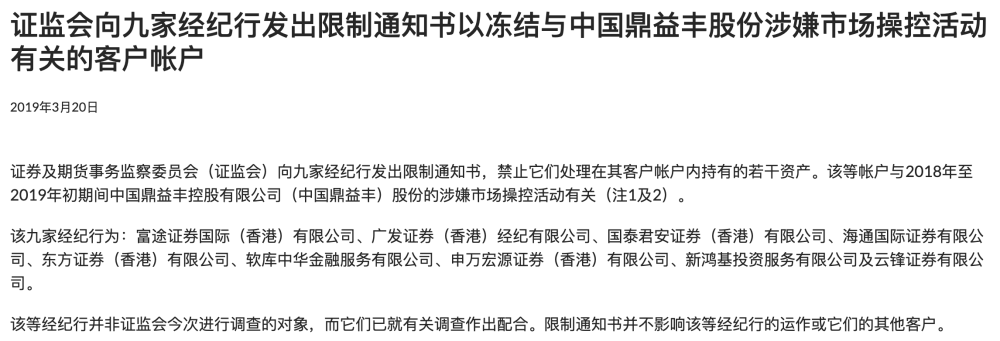 证监会向九家经纪行发出限制通知书以冻结与中国鼎益丰股份涉嫌市场操控活动
有关的客户帐户
2019年3月20日
证券及期货事务监察委员会（证监会）向九家经纪行发出限制通知书，禁止它们处理在其客户帐户内持有的若干资产。该等帐户与2018年至
2019年初期间中国鼎益丰控股有限公司（中国鼎益丰）股份的涉嫌市场操控活动有关（注1及2）。
该九家经纪行为：富途证券国际（香港）有限公司、广发证券（香港）经纪有限公司、国泰君安证券（香港）有限公司、海通国际证券有限公
司、东方证券（香港）有限公司、软库中华金融服务有限公司、申万宏源证券（香港）有限公司、新鸿基投资服务有限公司及云锋证券有限公
司。
该等经纪行并非证监会今次进行调查的对象，而它们已就有关调查作出配合。限制通知书并不影响该等经纪行的运作或它们的其他客户。